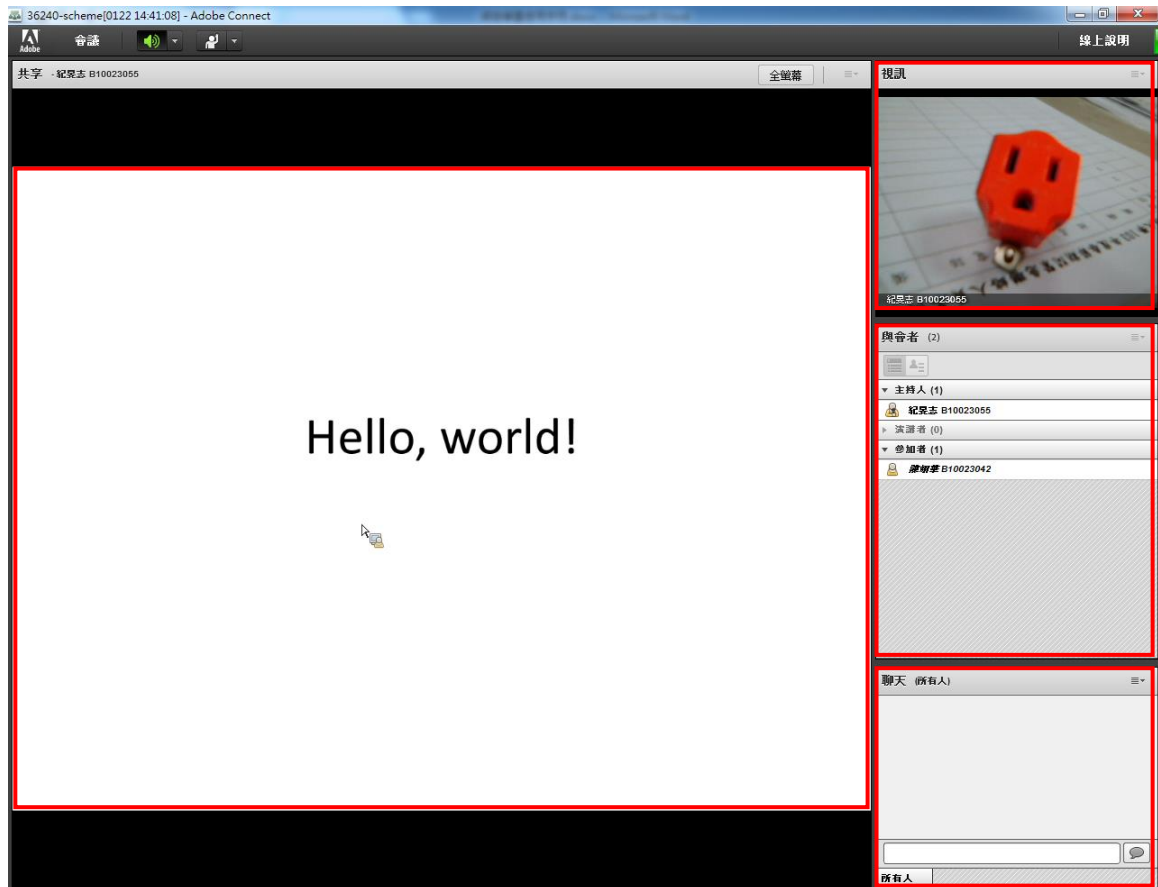 36240-scheme[0122 14:41:08] - Adobe Connect
Adobe
會議
線上說明
共享 - 紀旻志 B10023055
全螢幕
Hello, world!
視訊
紀旻志 B10023055
與會者 (2)
主持人 (1)
紀旻志 B10023055
演講者 (0)
參加者 (1)
B10023042
聊天 (所有人)
所有人